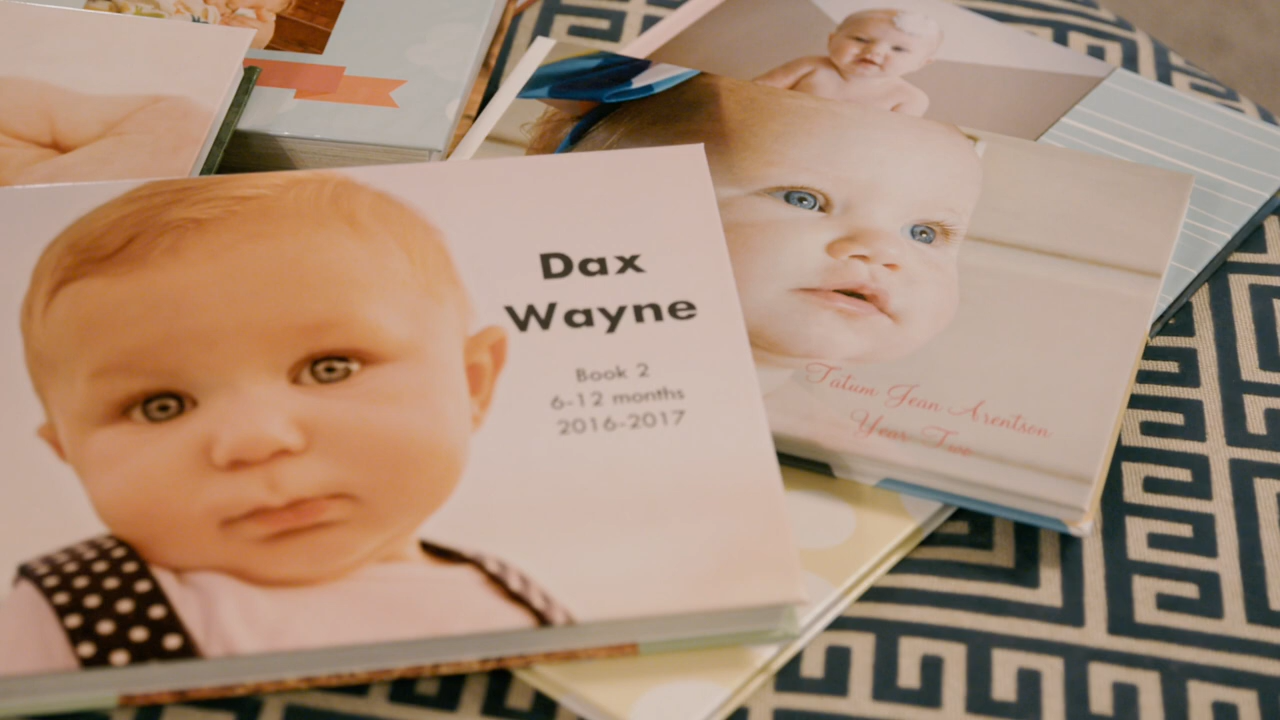 Dax
Wayne
Book 2
6-12 months
2016-2017
Tatum Jean Arentson
Year Two